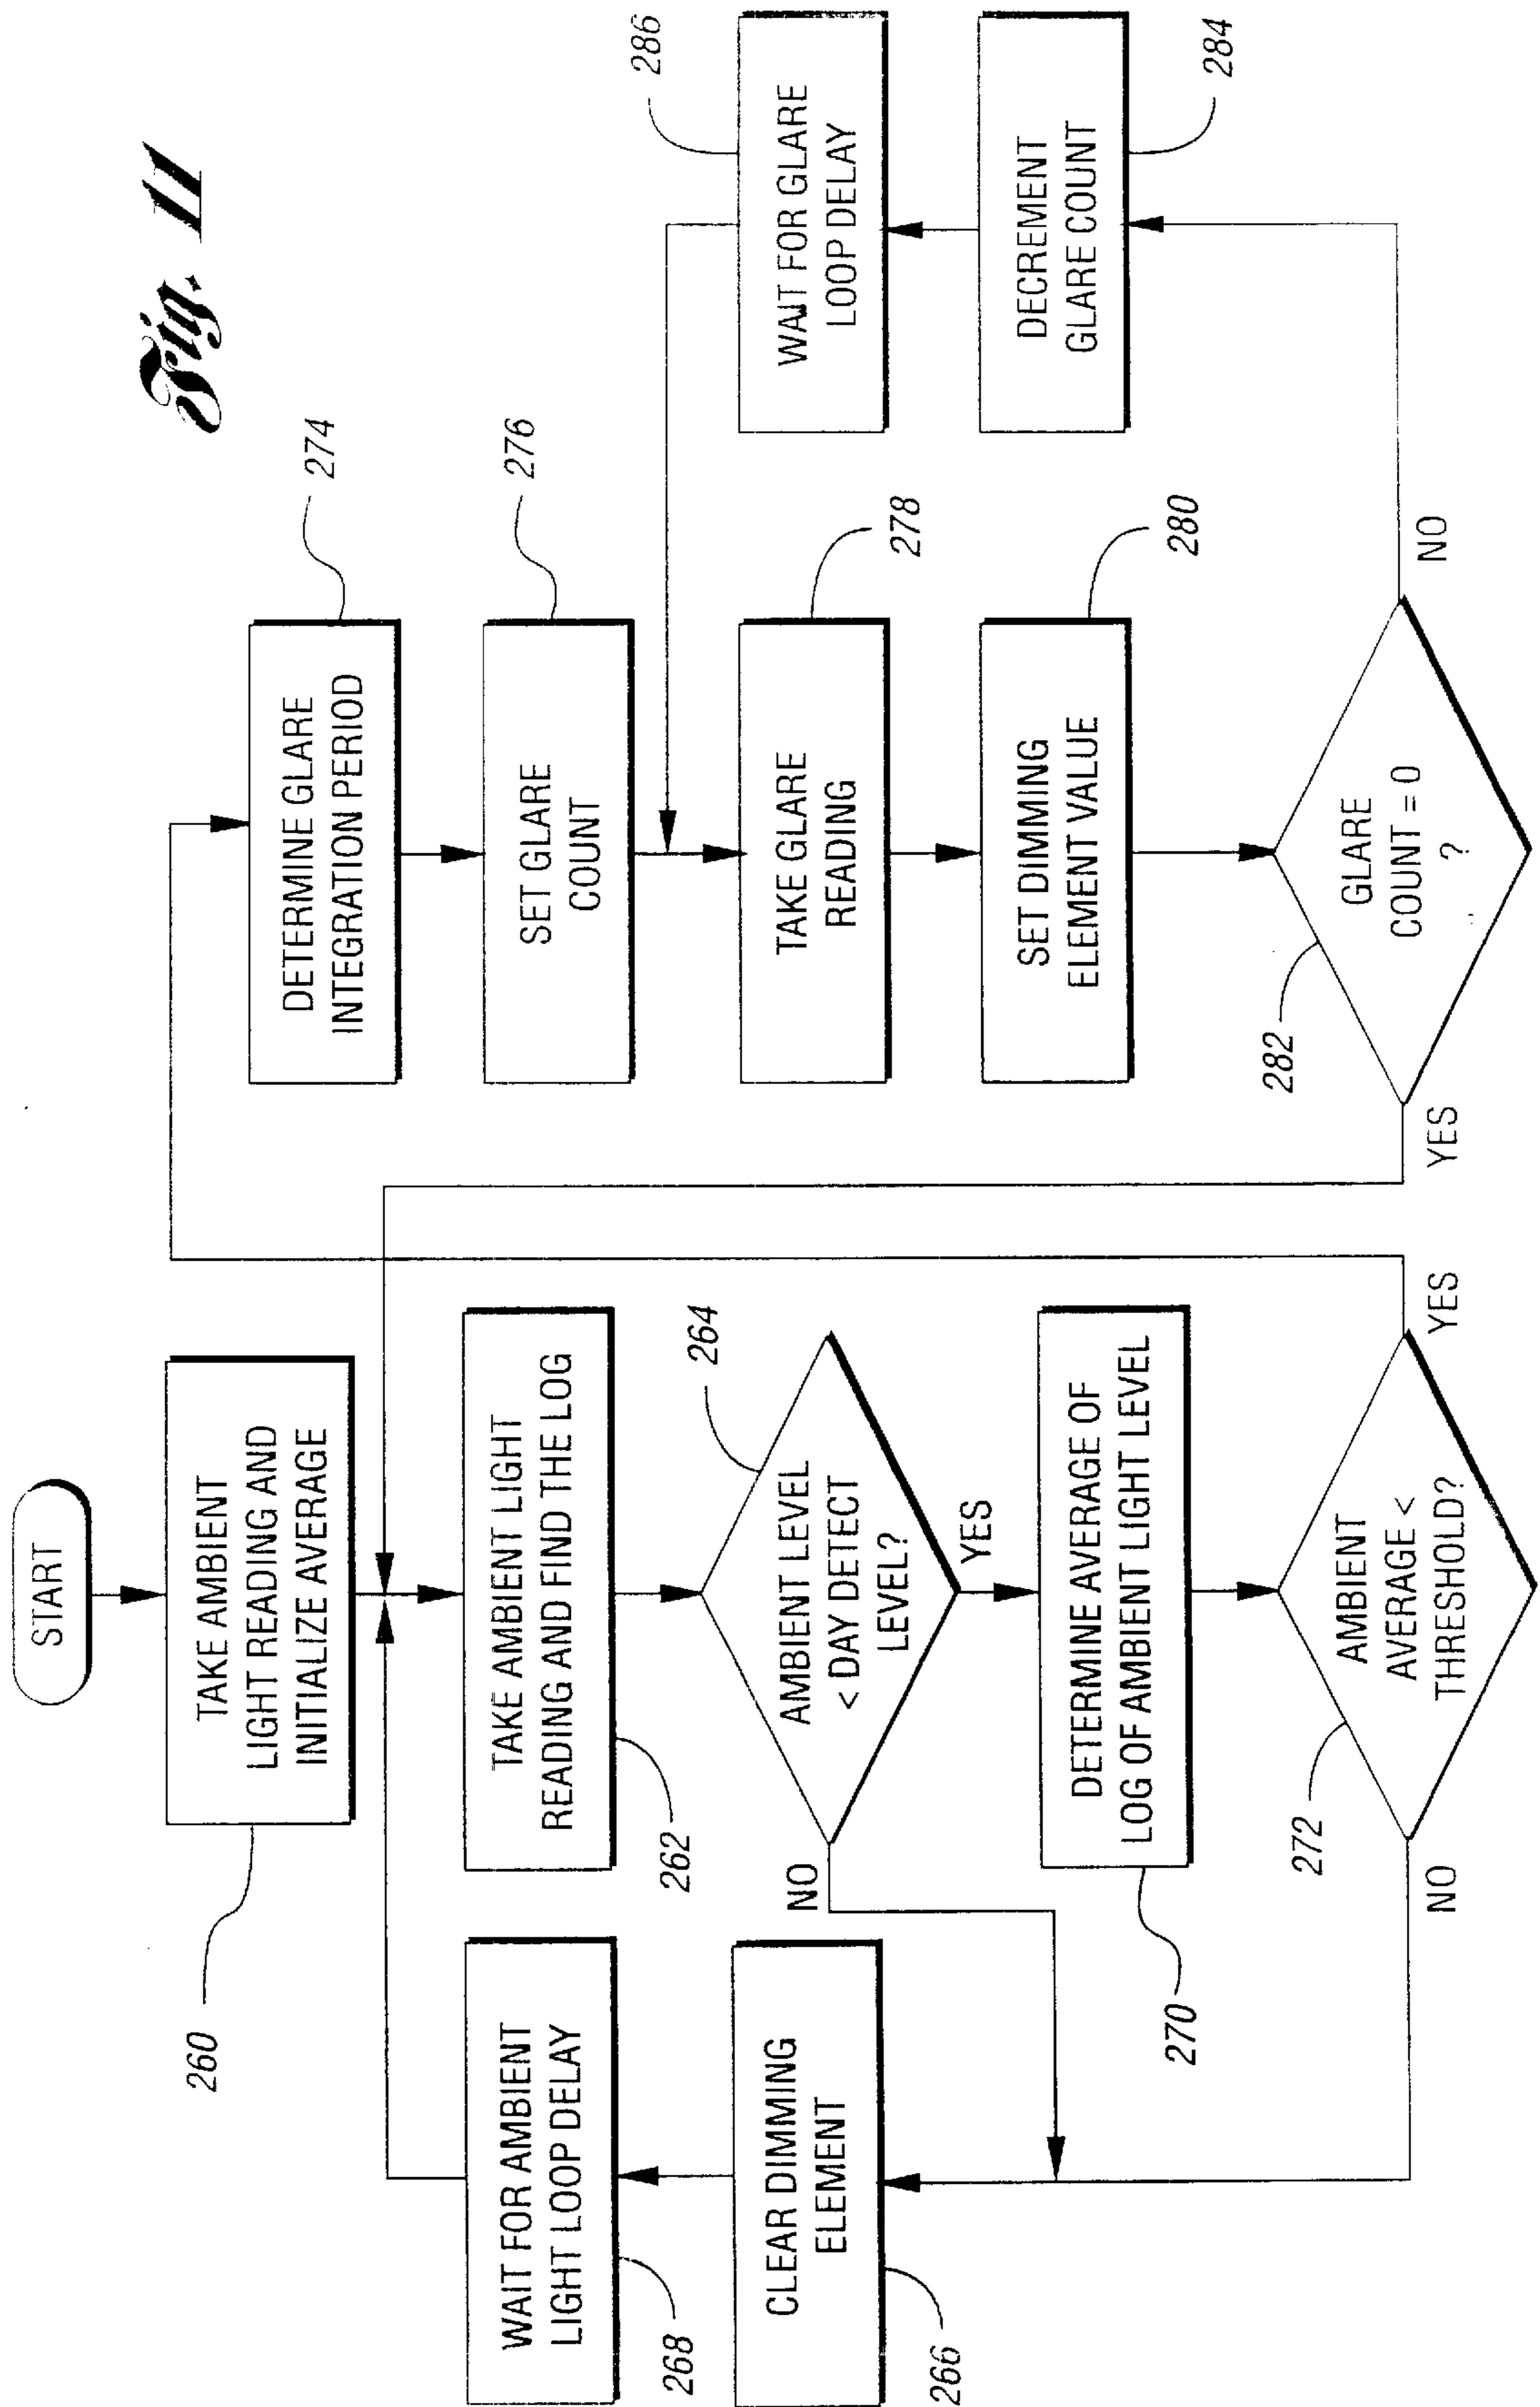 Fig. 11
START
TAKE AMBIENT
LIGHT READING AND
INITIALIZE AVERAGE
260
TAKE AMBIENT LIGHT
READING AND FIND THE LOG
262
AMBIENT LEVEL
< DAY DETECT
LEVEL?
264
NO
YES
WAIT FOR AMBIENT
LIGHT LOOP DELAY
268
CLEAR DIMMING
ELEMENT
266
DETERMINE AVERAGE OF
LOG OF AMBIENT LIGHT LEVEL
270
AMBIENT
AVERAGE <
THRESHOLD?
272
NO
YES
DETERMINE GLARE
INTEGRATION PERIOD
274
SET GLARE
COUNT
276
TAKE GLARE
READING
278
SET DIMMING
ELEMENT VALUE
280
GLARE
COUNT = 0
?
282
YES
NO
WAIT FOR GLARE
LOOP DELAY
286
DECREMENT
GLARE COUNT
284